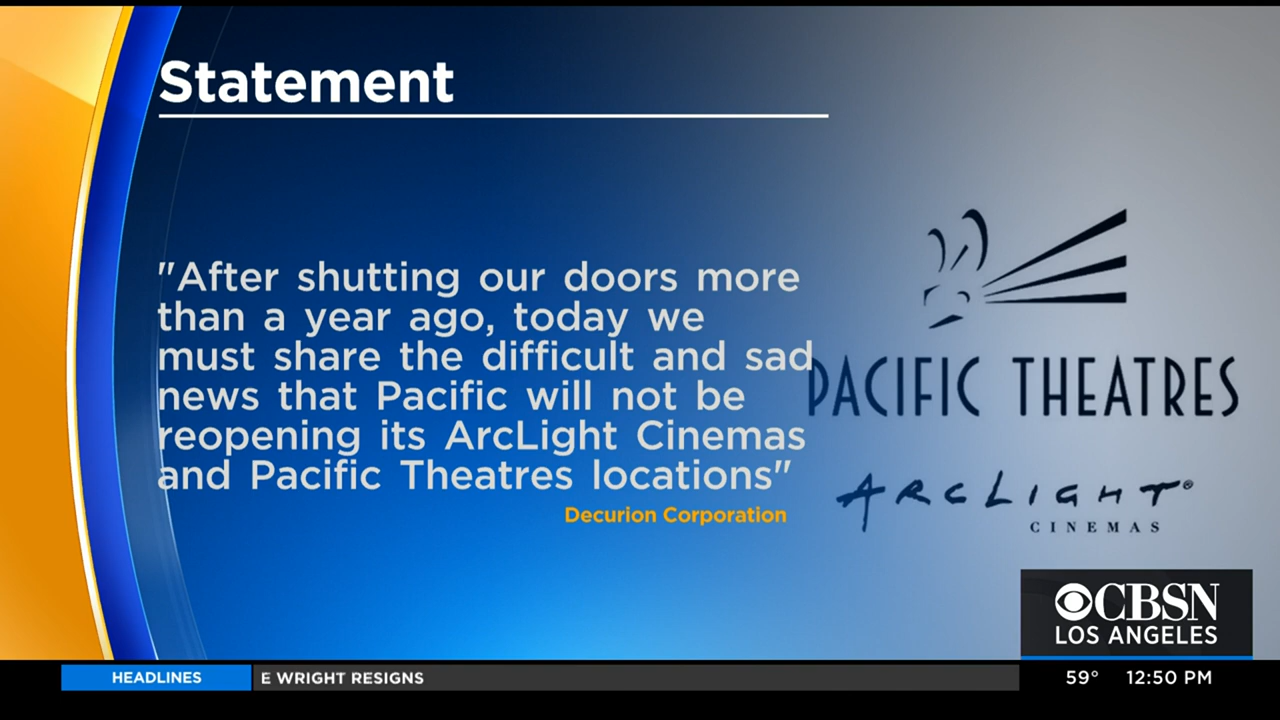 Statement
"After shutting our doors more
than a year ago, today we
must share the difficult and sad
news that Pacific will not be
reopening its ArcLight Cinemas
and Pacific Theatres locations"
Decurion Corporation
PACIFIC THEATRES
ARCLIGHT®
CINEMAS
CBSN
LOS ANGELES
HEADLINES
E WRIGHT RESIGNS
59° 12:50 PM